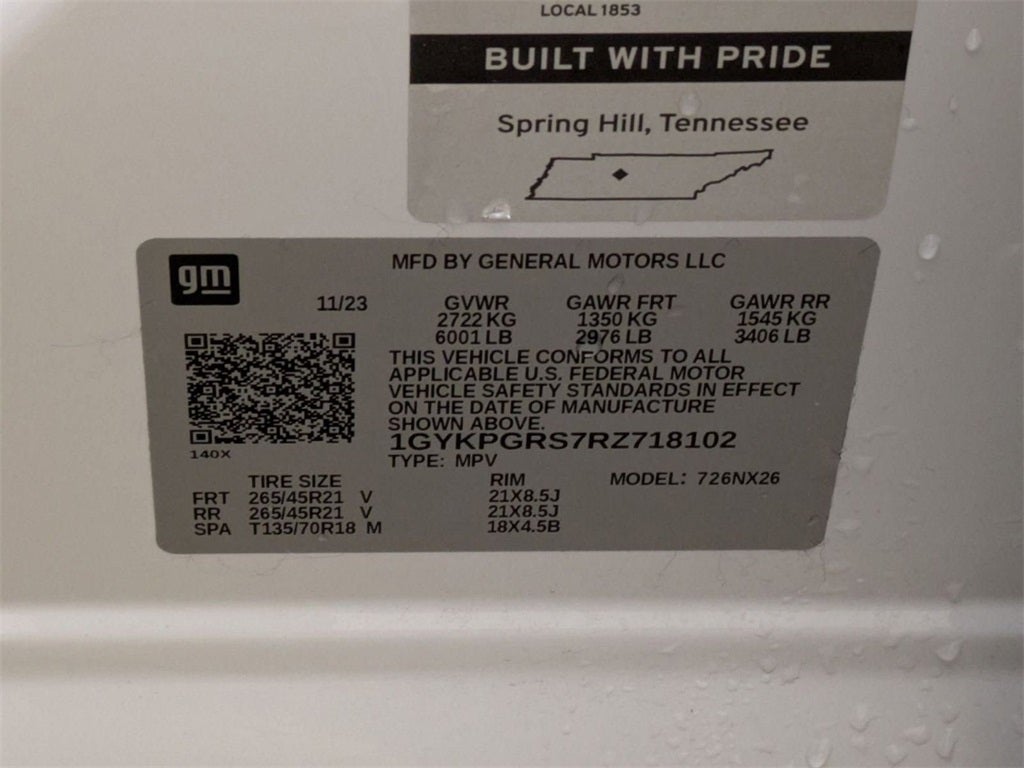 LOCAL 1853
BUILT WITH PRIDE
Spring Hill, Tennessee
gm
MFD BY GENERAL MOTORS LLC
11/23 GVWR GAWR FRT GAWR RR
2722 KG 1350 KG 1545 KG
6001 LB 2976 LB 3406 LB
THIS VEHICLE CONFORMS TO ALL
APPLICABLE U.S. FEDERAL MOTOR
VEHICLE SAFETY STANDARDS IN EFFECT
ON THE DATE OF MANUFACTURE
SHOWN ABOVE.
1GYKPGRS7RZ718102
140X
TYPE: MPV
TIRE SIZE RIM MODEL: 726NX26
FRT 265/45R21 V 21X8.5J
RR 265/45R21 V 21X8.5J
SPA T135/70R18 M 18X4.5B